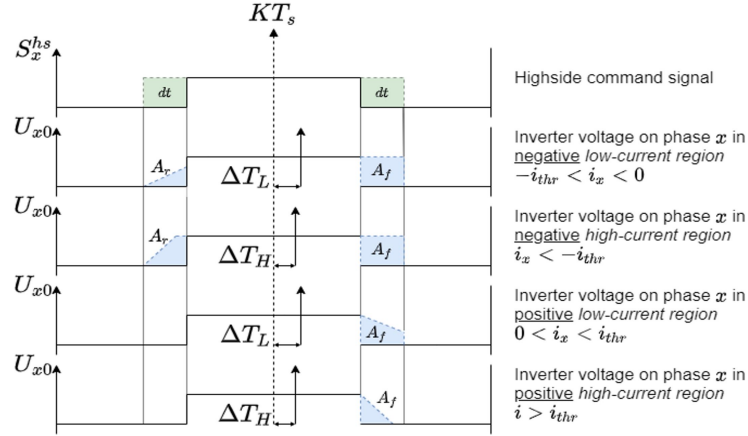 KT_s
S_x^{hs}
dt
dt
Highside command signal
U_{x0}
A_r
A_f
ΔT_L
Inverter voltage on phase x in
negative low-current region
−i_{thr} < i_x < 0
U_{x0}
A_r
A_f
ΔT_H
Inverter voltage on phase x in
negative high-current region
i_x < −i_{thr}
U_{x0}
A_f
ΔT_L
Inverter voltage on phase x in
positive low-current region
0 < i_x < i_{thr}
U_{x0}
A_f
ΔT_H
Inverter voltage on phase x in
positive high-current region
i > i_{thr}